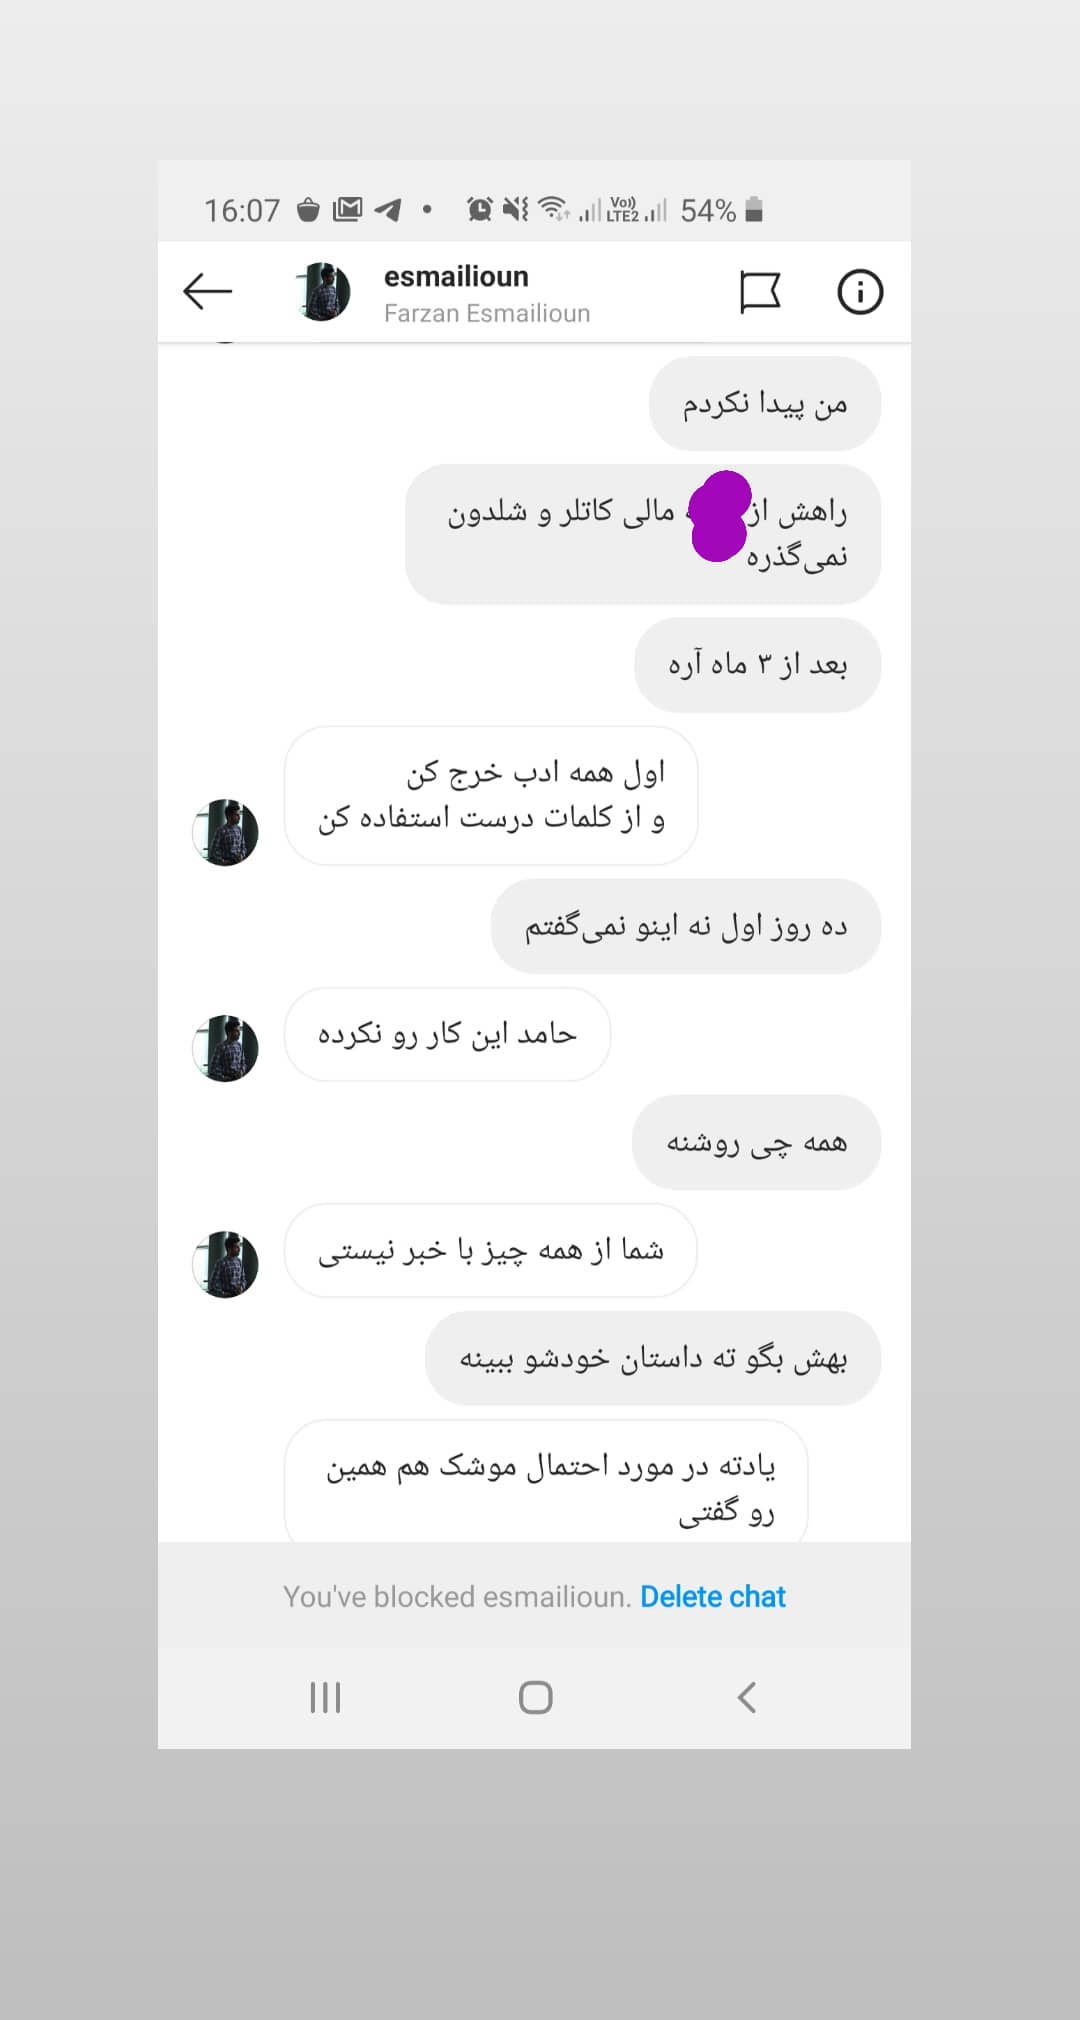 16:07
Vo))
LTE2
54%
esmailioun
Farzan Esmailioun
من پیدا نکردم
راهش از مالی کاتلر و شلدون
نمی‌گذره
بعد از ۳ ماه آره
اول همه ادب خرج کن
و از کلمات درست استفاده کن
ده روز اول نه اینو نمی‌گفتم
حامد این کار رو نکرده
همه چی روشنه
شما از همه چیز با خبر نیستی
بهش بگو ته داستان خودشو ببینه
یادته در مورد احتمال موشک هم همین
رو گفتی
You've blocked esmailioun. Delete chat